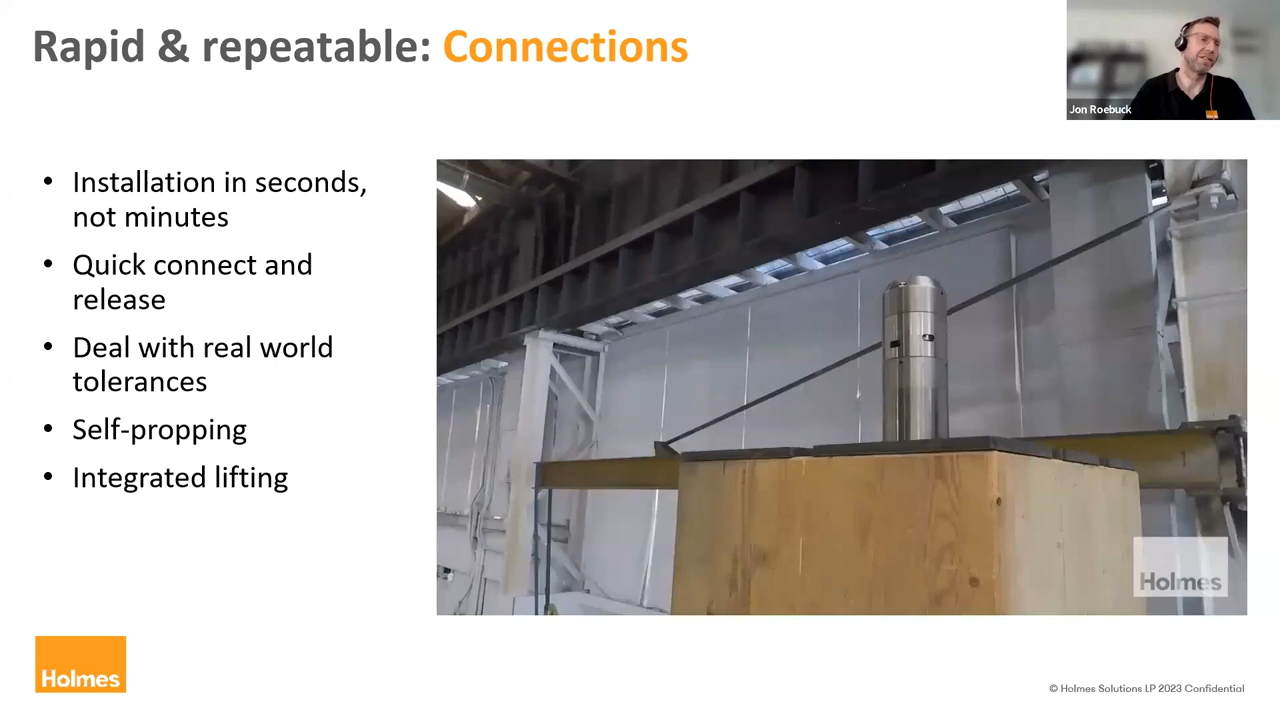 Rapid & repeatable: Connections
Jon Roebuck
• Installation in seconds,
not minutes
• Quick connect and
release
• Deal with real world
tolerances
• Self-propping
• Integrated lifting
Holmes
Holmes
© Holmes Solutions LP 2023 Confidential